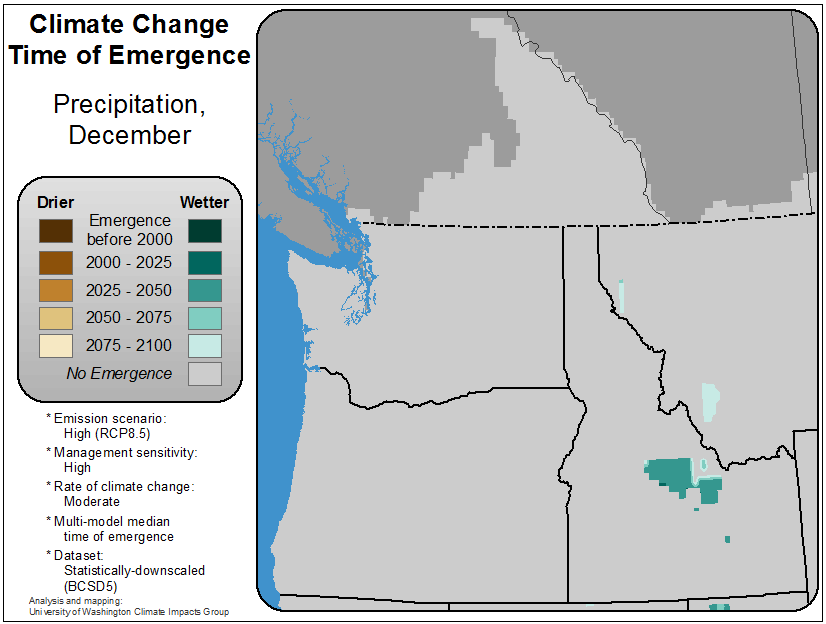 Climate Change
Time of Emergence
Precipitation,
December
Drier Wetter
Emergence
before 2000
2000 - 2025
2025 - 2050
2050 - 2075
2075 - 2100
No Emergence
* Emission scenario:
High (RCP8.5)
* Management sensitivity:
High
* Rate of climate change:
Moderate
* Multi-model median
time of emergence
* Dataset:
Statistically-downscaled
(BCSD5)
Analysis and mapping:
University of Washington Climate Impacts Group